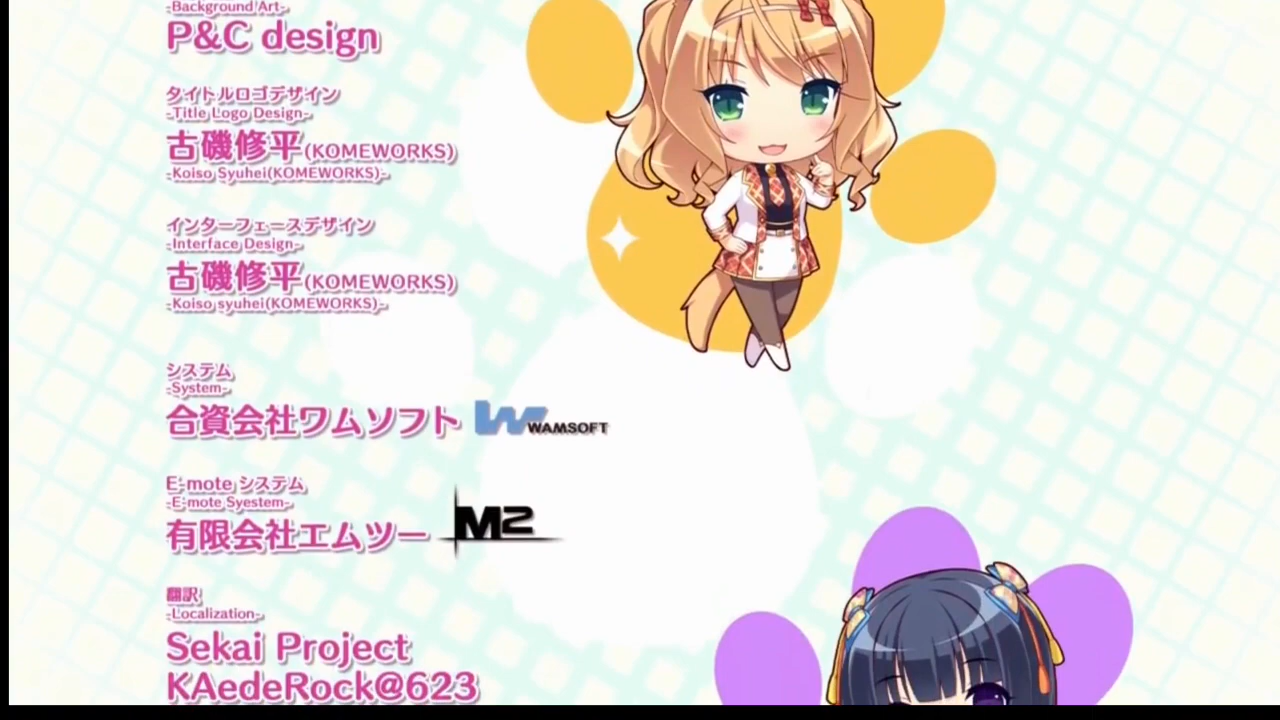 -Background Art-
P&C design
タイトルロゴデザイン
-Title Logo Design-
古磯修平(KOMEWORKS)
-Koiso Syuhei(KOMEWORKS)-
インターフェースデザイン
-Interface Design-
古磯修平(KOMEWORKS)
-Koiso syuhei(KOMEWORKS)-
システム
-System-
合資会社ワムソフト W WAMSOFT
E-mote システム
-E-mote Syestem-
有限会社エムツー M2
翻訳
-Localization-
Sekai Project
KAedeRock@623